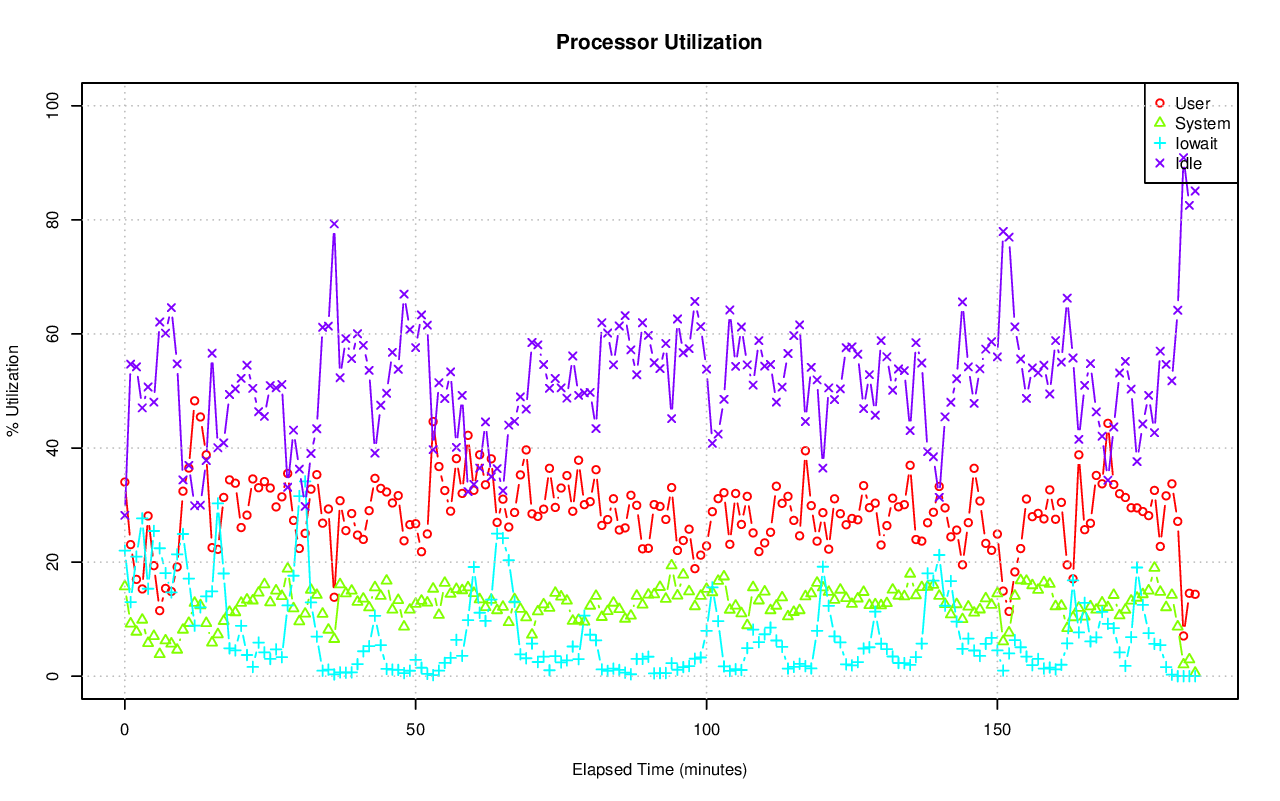 Processor Utilization
100
80
60
40
20
0
% Utilization
User
System
Iowait
Idle
0
50
100
150
Elapsed Time (minutes)